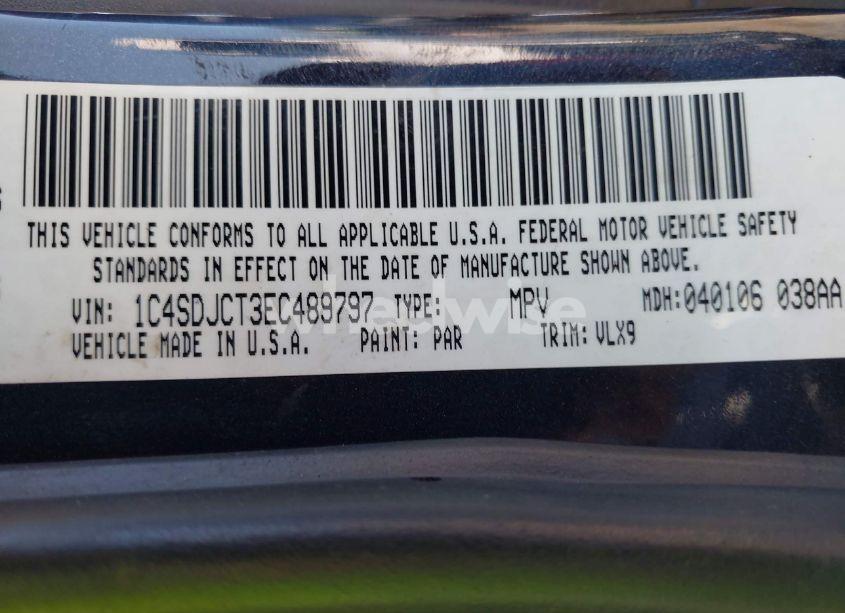 THIS VEHICLE CONFORMS TO ALL APPLICABLE U.S.A. FEDERAL MOTOR VEHICLE SAFETY
STANDARDS IN EFFECT ON THE DATE OF MANUFACTURE SHOWN ABOVE.
VIN: 1C4SDJCT3EC489797 TYPE: MPV MDH:040106 038AA
wheelwise
VEHICLE MADE IN U.S.A. PAINT: PAR TRIM: VLX9